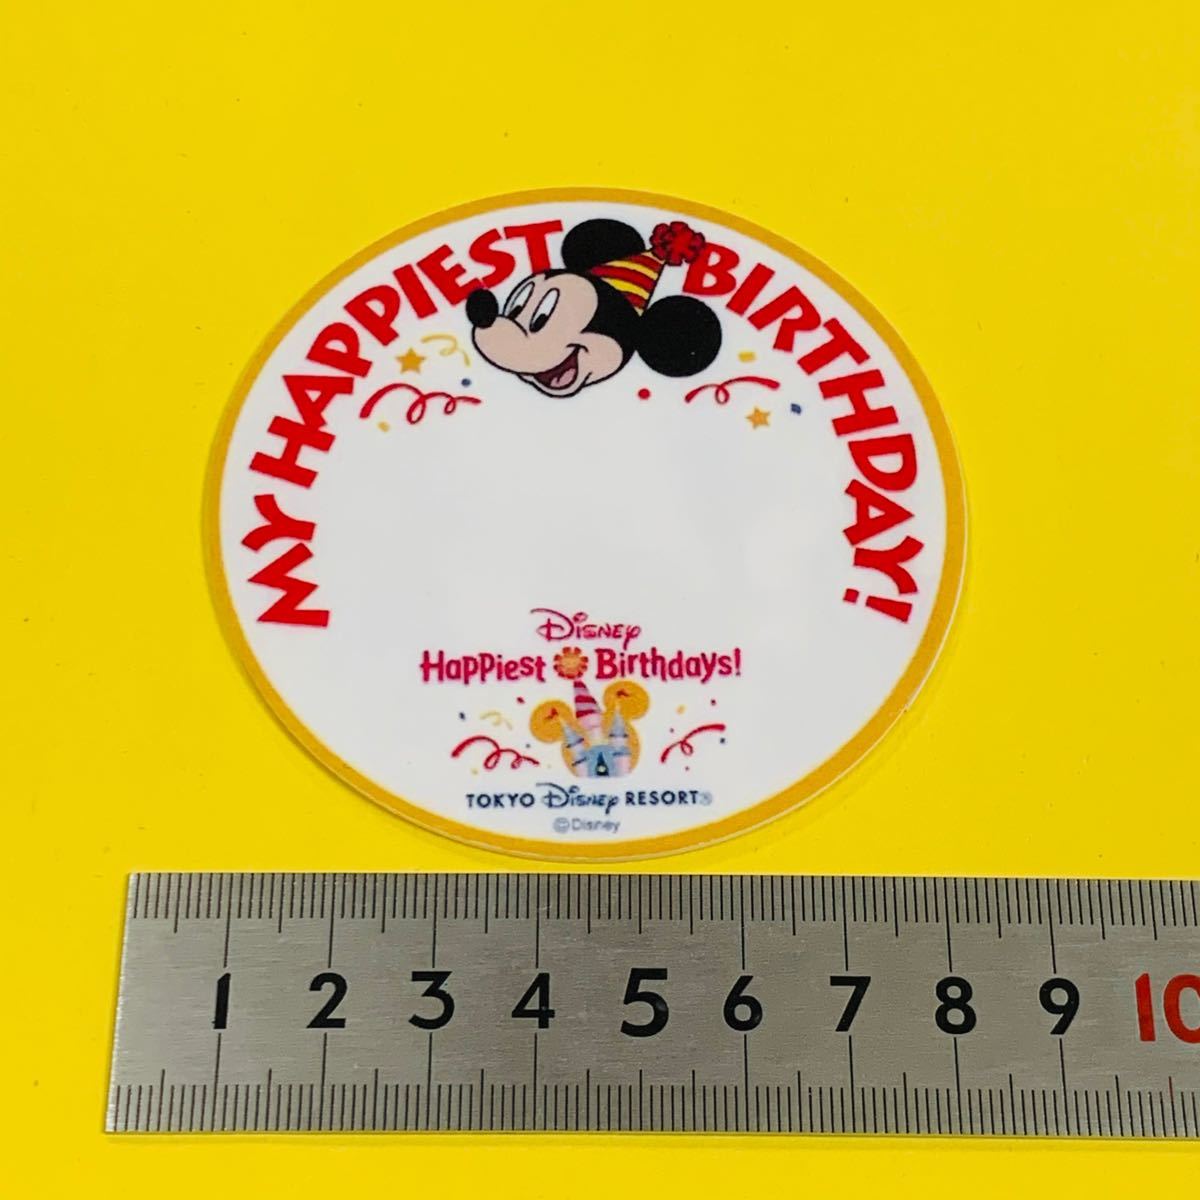 MY HAPPIEST BIRTHDAY!
Disney
Happiest Birthdays!
TOKYO Disney RESORT®
©Disney
1 2 3 4 5 6 7 8 9 10